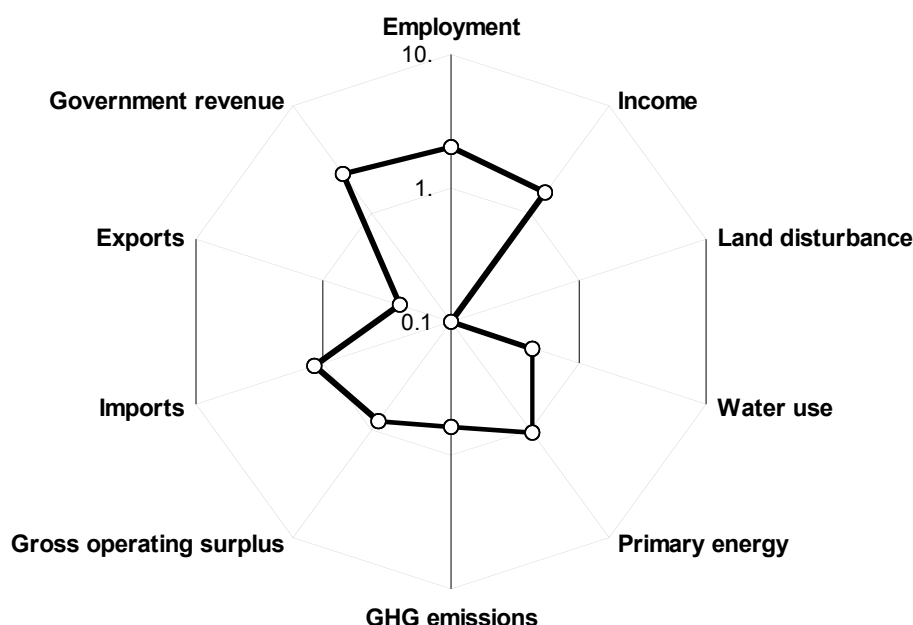 Employment
10.
Government revenue
Income
1.
Exports
Land disturbance
0.1
Imports
Water use
Gross operating surplus
Primary energy
GHG emissions